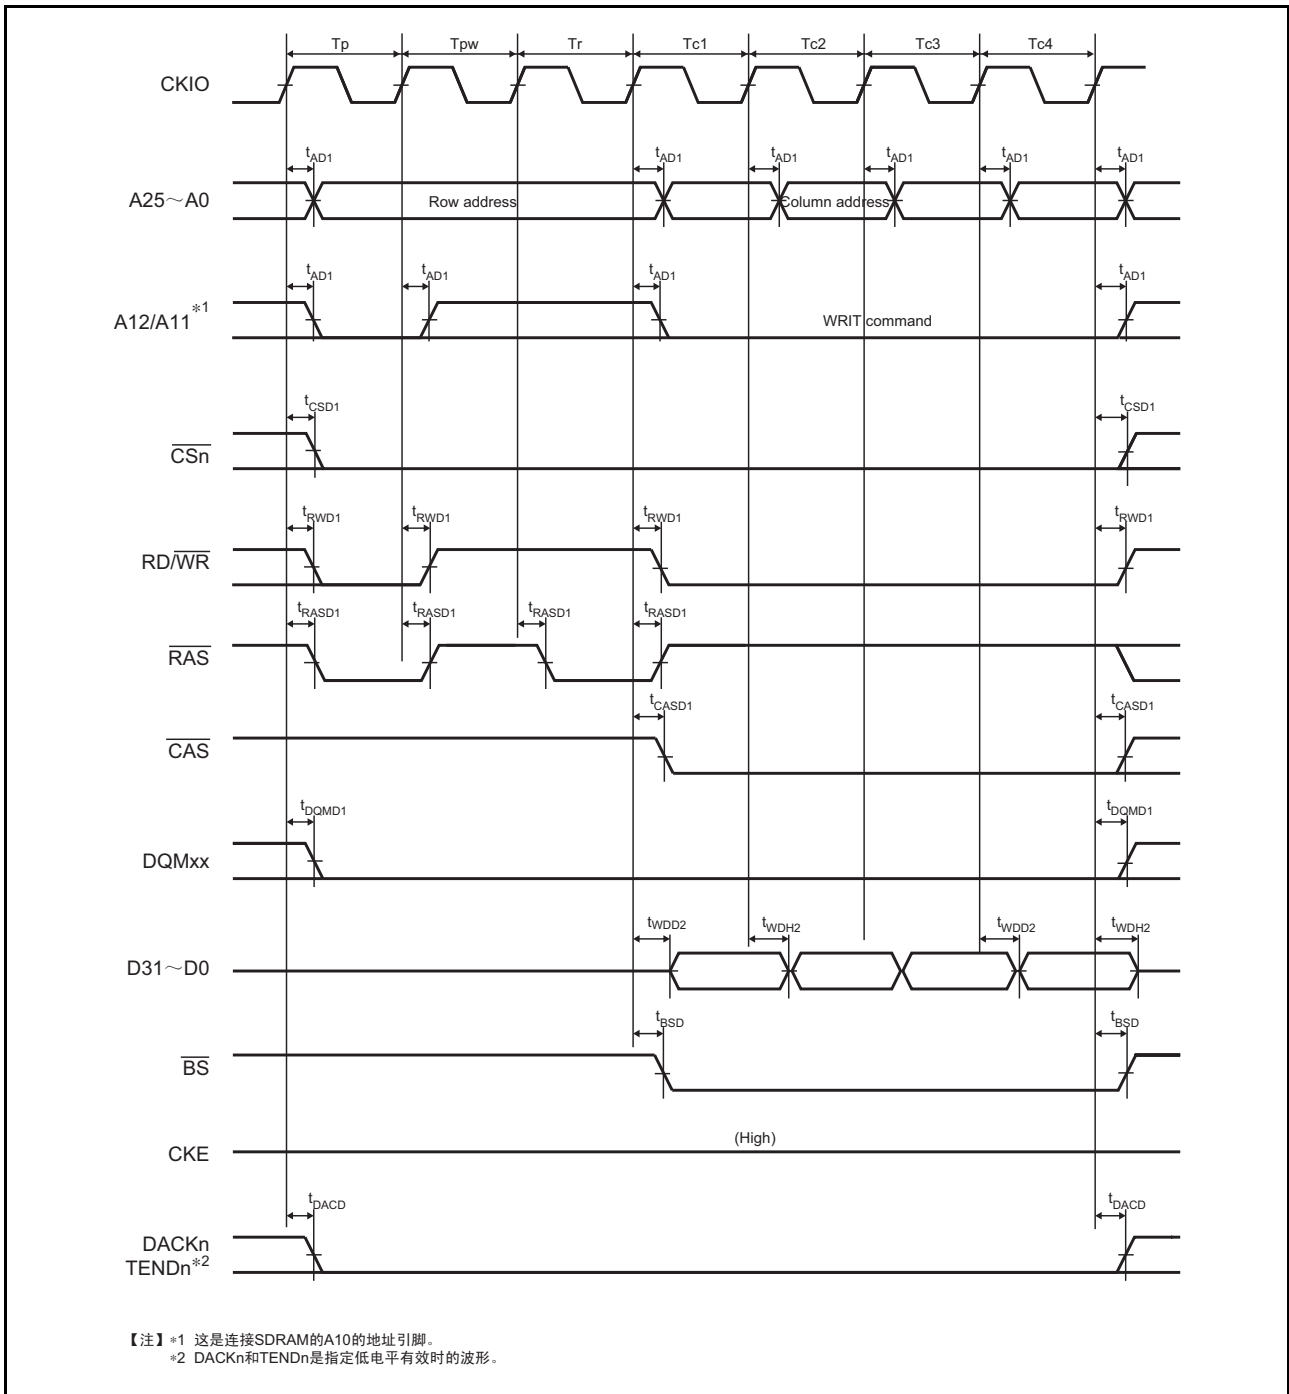 Tp Tpw Tr Tc1 Tc2 Tc3 Tc4
CKIO
tAD1 tAD1 tAD1 tAD1 tAD1 tAD1
A25～A0 Row address Column address
tAD1 tAD1 tAD1 tAD1
A12/A11*1 WRIT command
tCSD1 tCSD1
CSn
tRWD1 tRWD1 tRWD1 tRWD1
RD/WR
tRASD1 tRASD1 tRASD1 tRASD1
RAS
tCASD1 tCASD1
CAS
tDQMD1 tDQMD1
DQMxx
tWDD2 tWDH2 tWDD2 tWDH2
D31～D0
tBSD tBSD
BS
(High)
CKE
tDACD tDACD
DACKn
TENDn*2
【注】*1 这是连接SDRAM的A10的地址引脚。
*2 DACKn和TENDn是指定低电平有效时的波形。